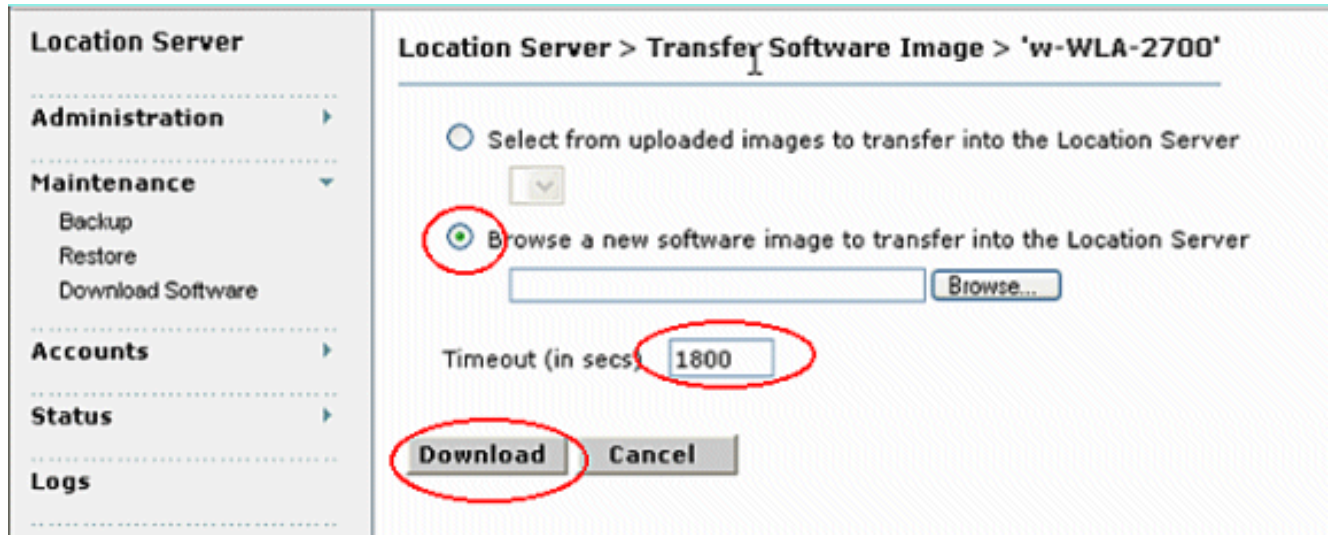 Location Server
Administration
Maintenance
Backup
Restore
Download Software
Accounts
Status
Logs
Location Server > Transfer Software Image > 'w-WLA-2700'
Select from uploaded images to transfer into the Location Server
Browse a new software image to transfer into the Location Server
Browse...
Timeout (in secs) 1800
Download Cancel